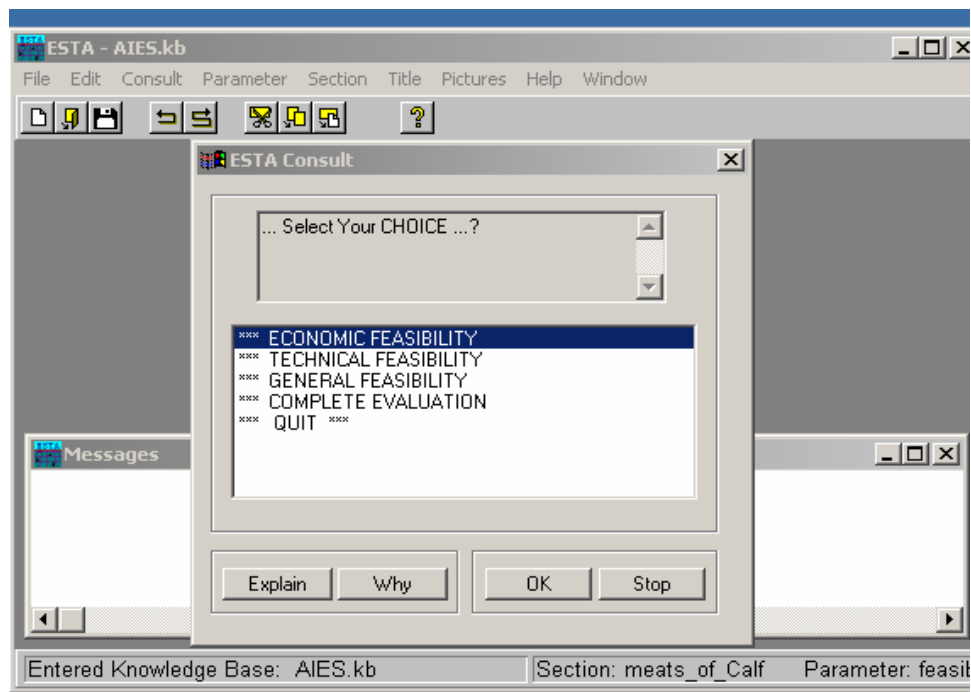 ESTA - AIES.kb
File Edit Consult Parameter Section Title Pictures Help Window
ESTA Consult
... Select Your CHOICE ...?
*** ECONOMIC FEASIBILITY
*** TECHNICAL FEASIBILITY
*** GENERAL FEASIBILITY
*** COMPLETE EVALUATION
*** QUIT ***
Messages
Explain Why OK Stop
Entered Knowledge Base: AIES.kb Section: meats_of_Calf Parameter: feasib